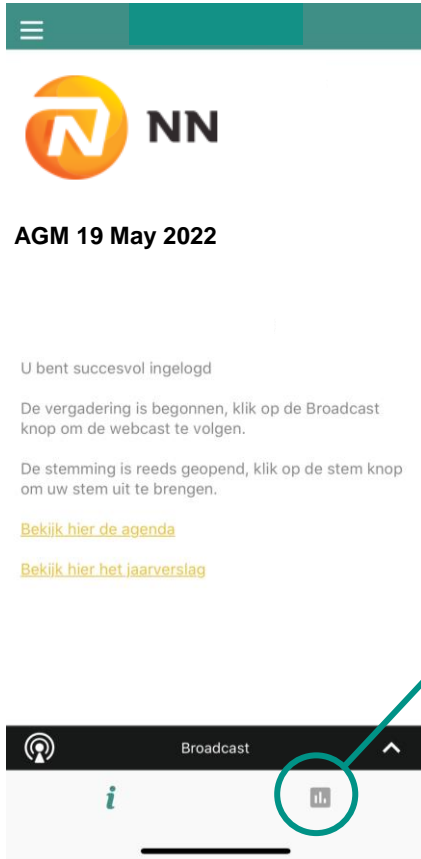 NN
AGM 19 May 2022
U bent succesvol ingelogd
De vergadering is begonnen, klik op de Broadcast
knop om de webcast te volgen.
De stemming is reeds geopend, klik op de stem knop
om uw stem uit te brengen.
Bekijk hier de agenda
Bekijk hier het jaarverslag
Broadcast
i